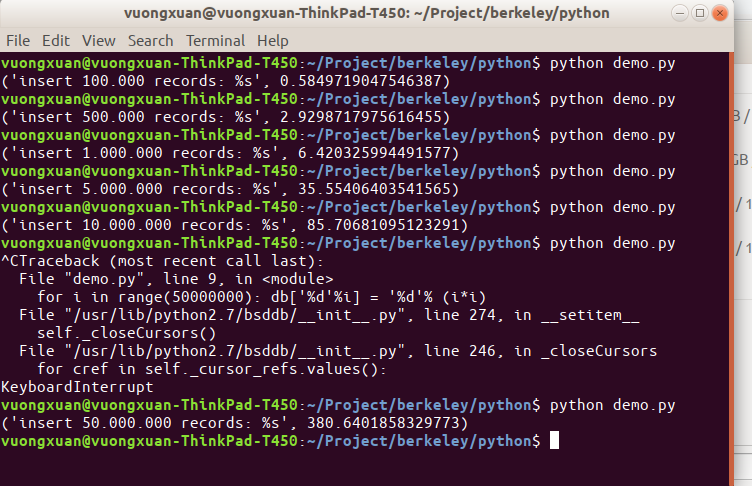 vuongxuan@vuongxuan-ThinkPad-T450: ~/Project/berkeley/python
File Edit View Search Terminal Help
vuongxuan@vuongxuan-ThinkPad-T450:~/Project/berkeley/python$ python demo.py
('insert 100.000 records: %s', 0.5849719047546387)
vuongxuan@vuongxuan-ThinkPad-T450:~/Project/berkeley/python$ python demo.py
('insert 500.000 records: %s', 2.9298717975616455)
vuongxuan@vuongxuan-ThinkPad-T450:~/Project/berkeley/python$ python demo.py
('insert 1.000.000 records: %s', 6.420325994491577)
vuongxuan@vuongxuan-ThinkPad-T450:~/Project/berkeley/python$ python demo.py
('insert 5.000.000 records: %s', 35.55406403541565)
vuongxuan@vuongxuan-ThinkPad-T450:~/Project/berkeley/python$ python demo.py
('insert 10.000.000 records: %s', 85.70681095123291)
vuongxuan@vuongxuan-ThinkPad-T450:~/Project/berkeley/python$ python demo.py
^CTraceback (most recent call last):
  File "demo.py", line 9, in <module>
    for i in range(50000000): db['%d'%i] = '%d'% (i*i)
  File "/usr/lib/python2.7/bsddb/__init__.py", line 274, in __setitem__
    self._closeCursors()
  File "/usr/lib/python2.7/bsddb/__init__.py", line 246, in _closeCursors
    for cref in self._cursor_refs.values():
KeyboardInterrupt
vuongxuan@vuongxuan-ThinkPad-T450:~/Project/berkeley/python$ python demo.py
('insert 50.000.000 records: %s', 380.6401858329773)
vuongxuan@vuongxuan-ThinkPad-T450:~/Project/berkeley/python$